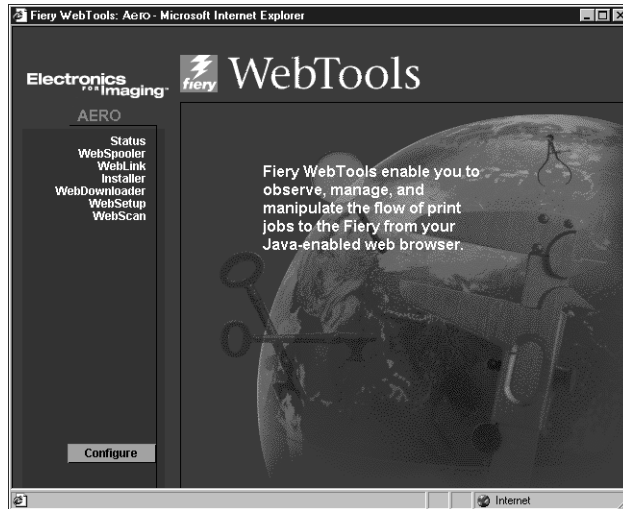 Fiery WebTools: Aero - Microsoft Internet Explorer
Electronics
FOR Imaging
fiery
WebTools
AERO
Status
WebSpooler
WebLink
Installer
WebDownloader
WebSetup
WebScan
Fiery WebTools enable you to
observe, manage, and
manipulate the flow of print
jobs to the Fiery from your
Java-enabled web browser.
Configure
Internet